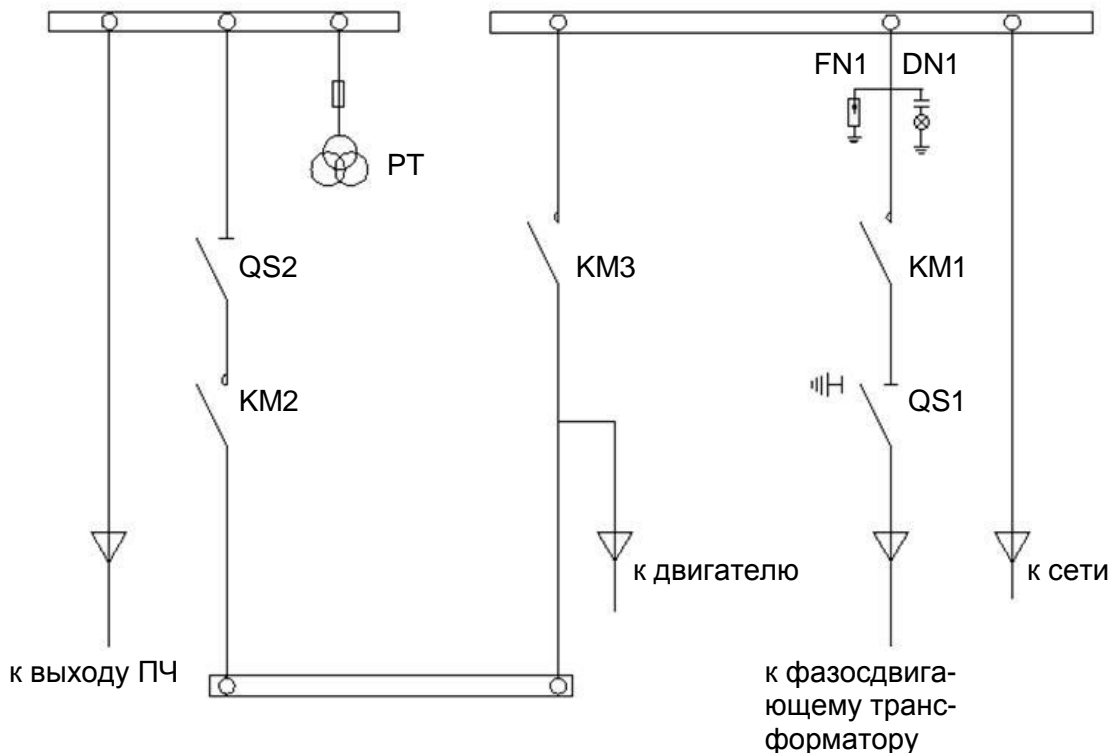 FN1 DN1
PT
QS2
KM3
KM1
KM2
QS1
к двигателю
к сети
к выходу ПЧ
к фазосдвига-
ющему транс-
форматору